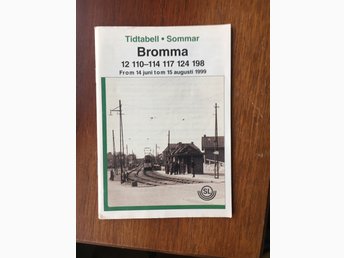 Tidtabell • Sommar
Bromma
12 110–114 117 124 198
From 14 juni tom 15 augusti 1999
SL